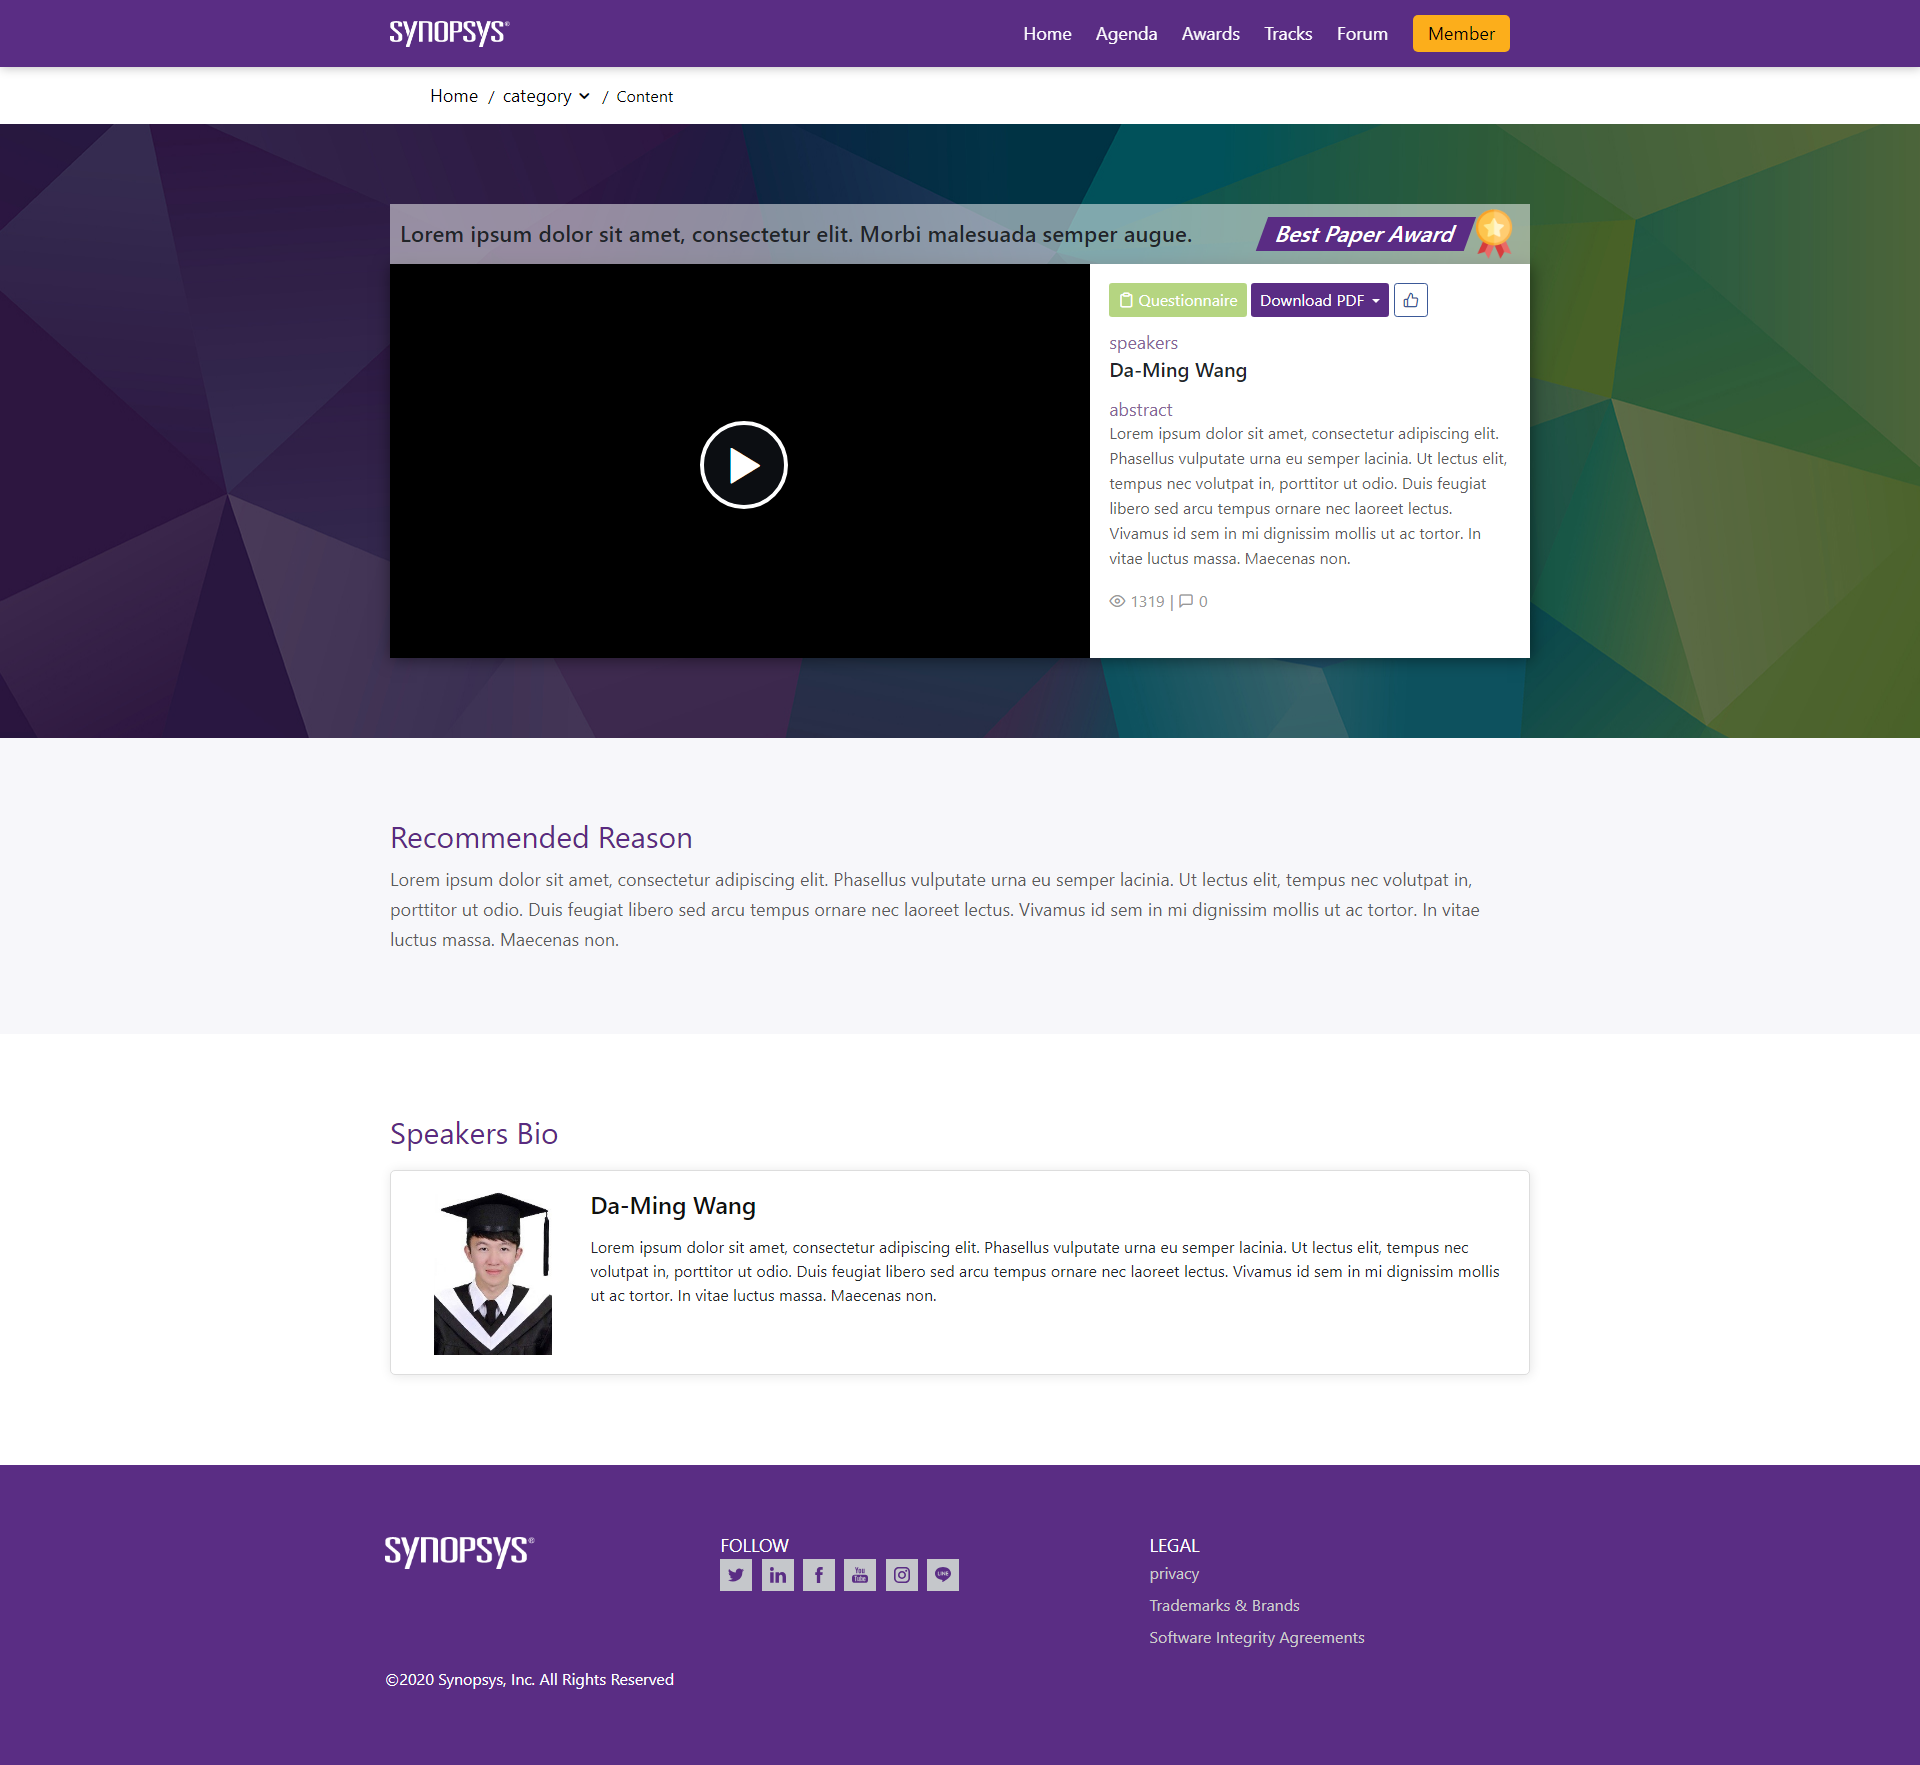 SYNOPSYS®
Home Agenda Awards Tracks Forum Member
Home / category / Content
Lorem ipsum dolor sit amet, consectetur elit. Morbi malesuada semper augue.
Best Paper Award
Questionnaire Download PDF
speakers
Da-Ming Wang
abstract
Lorem ipsum dolor sit amet, consectetur adipiscing elit.
Phasellus vulputate urna eu semper lacinia. Ut lectus elit,
tempus nec volutpat in, porttitor ut odio. Duis feugiat
libero sed arcu tempus ornare nec laoreet lectus.
Vivamus id sem in mi dignissim mollis ut ac tortor. In
vitae luctus massa. Maecenas non.
1319 | 0
Recommended Reason
Lorem ipsum dolor sit amet, consectetur adipiscing elit. Phasellus vulputate urna eu semper lacinia. Ut lectus elit, tempus nec volutpat in,
porttitor ut odio. Duis feugiat libero sed arcu tempus ornare nec laoreet lectus. Vivamus id sem in mi dignissim mollis ut ac tortor. In vitae
luctus massa. Maecenas non.
Speakers Bio
Da-Ming Wang
Lorem ipsum dolor sit amet, consectetur adipiscing elit. Phasellus vulputate urna eu semper lacinia. Ut lectus elit, tempus nec
volutpat in, porttitor ut odio. Duis feugiat libero sed arcu tempus ornare nec laoreet lectus. Vivamus id sem in mi dignissim mollis
ut ac tortor. In vitae luctus massa. Maecenas non.
SYNOPSYS®
FOLLOW
You Tube
LINE
LEGAL
privacy
Trademarks & Brands
Software Integrity Agreements
©2020 Synopsys, Inc. All Rights Reserved